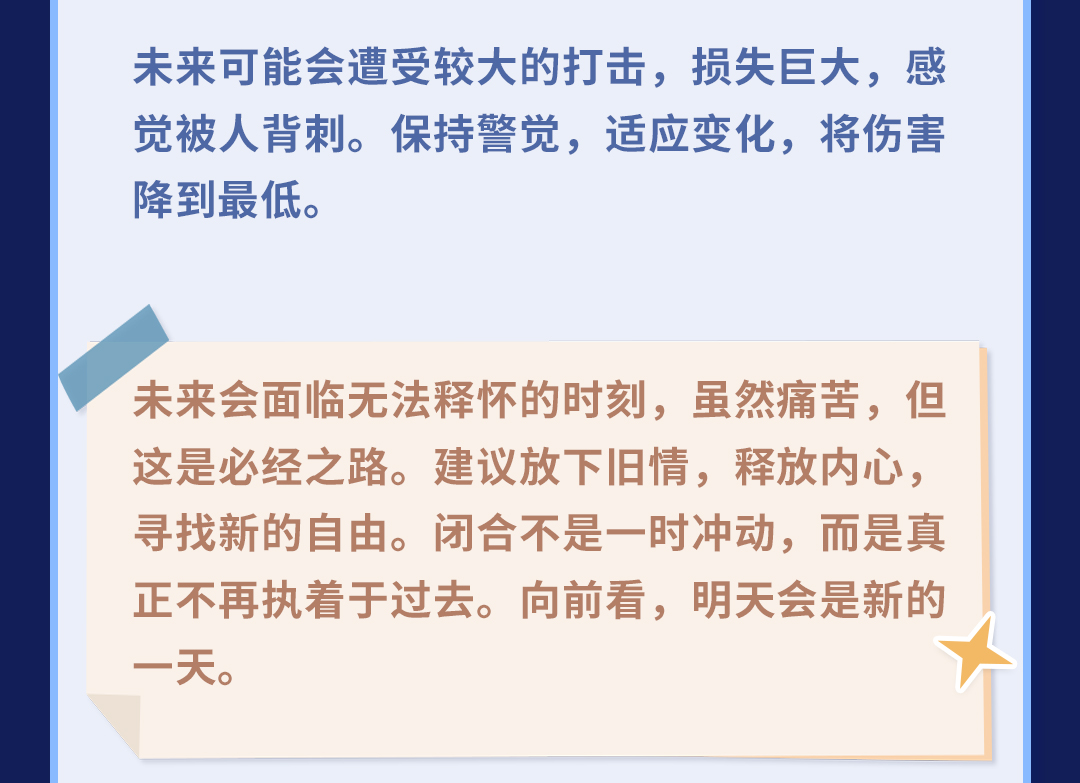 未来可能会遭受较大的打击，损失巨大，感
觉被人背刺。保持警觉，适应变化，将伤害
降到最低。
未来会面临无法释怀的时刻，虽然痛苦，但
这是必经之路。建议放下旧情，释放内心，
寻找新的自由。闭合不是一时冲动，而是真
正不再执着于过去。向前看，明天会是新的
一天。